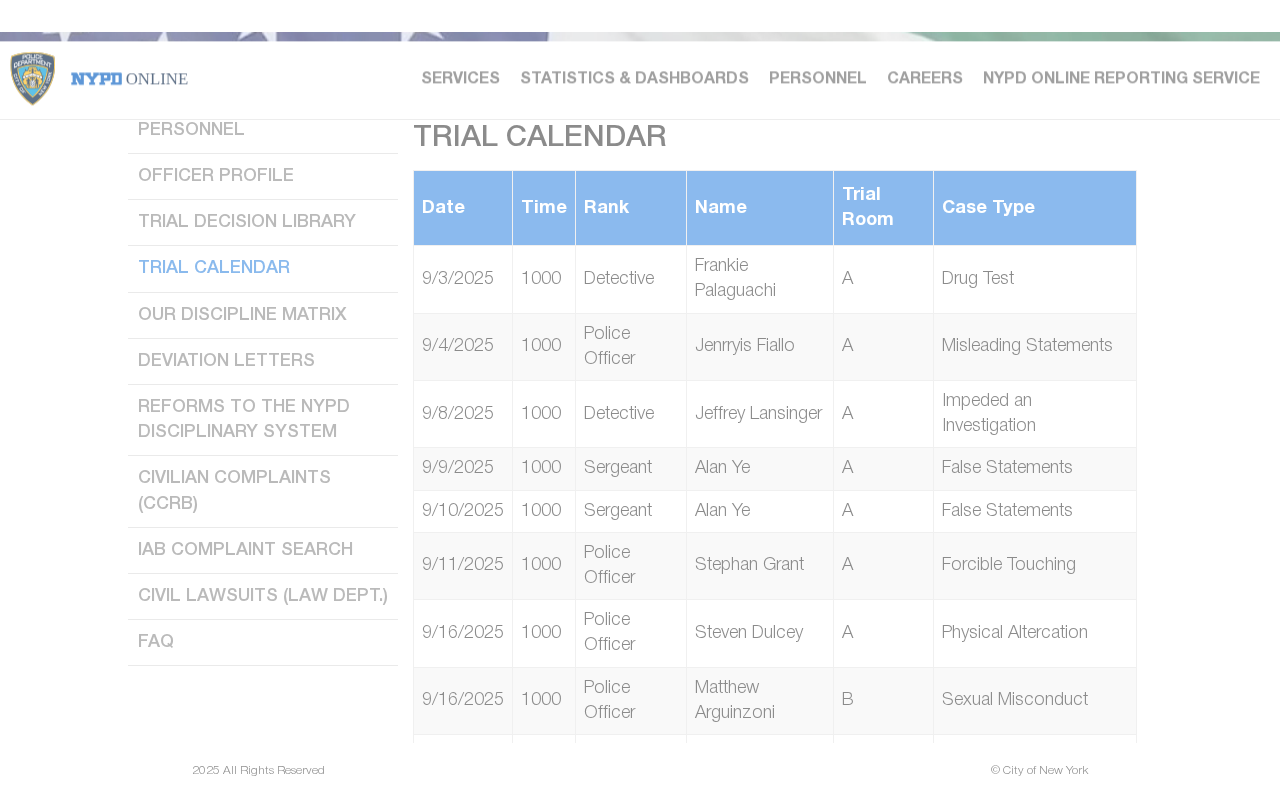 NYPD ONLINE
SERVICES STATISTICS & DASHBOARDS PERSONNEL CAREERS NYPD ONLINE REPORTING SERVICE
PERSONNEL
OFFICER PROFILE
TRIAL DECISION LIBRARY
TRIAL CALENDAR
OUR DISCIPLINE MATRIX
DEVIATION LETTERS
REFORMS TO THE NYPD
DISCIPLINARY SYSTEM
CIVILIAN COMPLAINTS
(CCRB)
IAB COMPLAINT SEARCH
CIVIL LAWSUITS (LAW DEPT.)
FAQ
TRIAL CALENDAR
Date Time Rank Name Trial Room Case Type
9/3/2025 1000 Detective Frankie Palaguachi A Drug Test
9/4/2025 1000 Police Officer Jenrryis Fiallo A Misleading Statements
9/8/2025 1000 Detective Jeffrey Lansinger A Impeded an Investigation
9/9/2025 1000 Sergeant Alan Ye A False Statements
9/10/2025 1000 Sergeant Alan Ye A False Statements
9/11/2025 1000 Police Officer Stephan Grant A Forcible Touching
9/16/2025 1000 Police Officer Steven Dulcey A Physical Altercation
9/16/2025 1000 Police Officer Matthew Arguinzoni B Sexual Misconduct
2025 All Rights Reserved
© City of New York